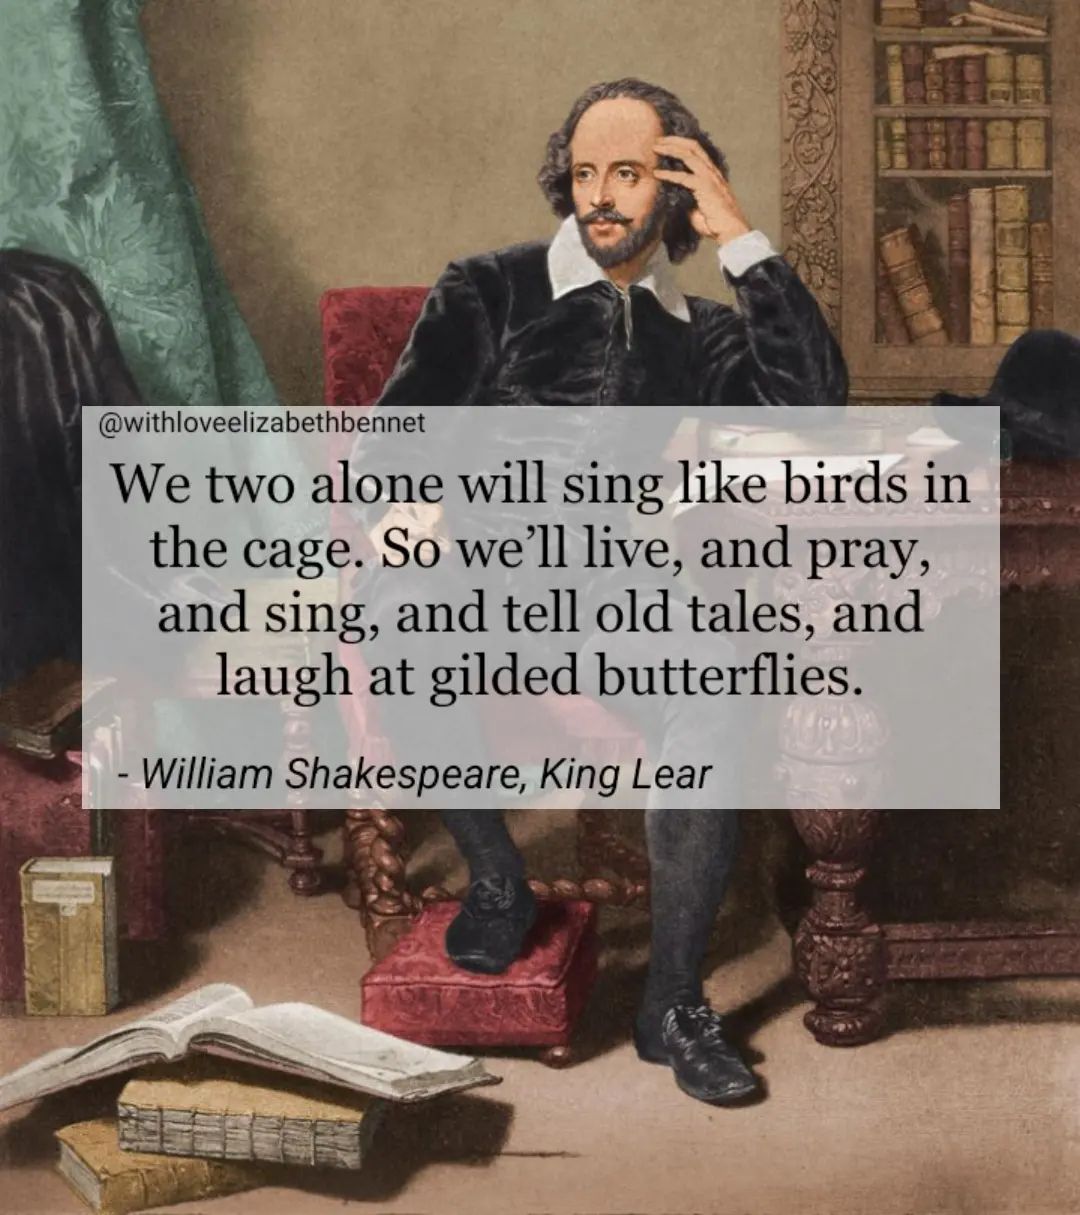 @withloveelizabethbennet
We two alone will sing like birds in
the cage. So we’ll live, and pray,
and sing, and tell old tales, and
laugh at gilded butterflies.
- William Shakespeare, King Lear